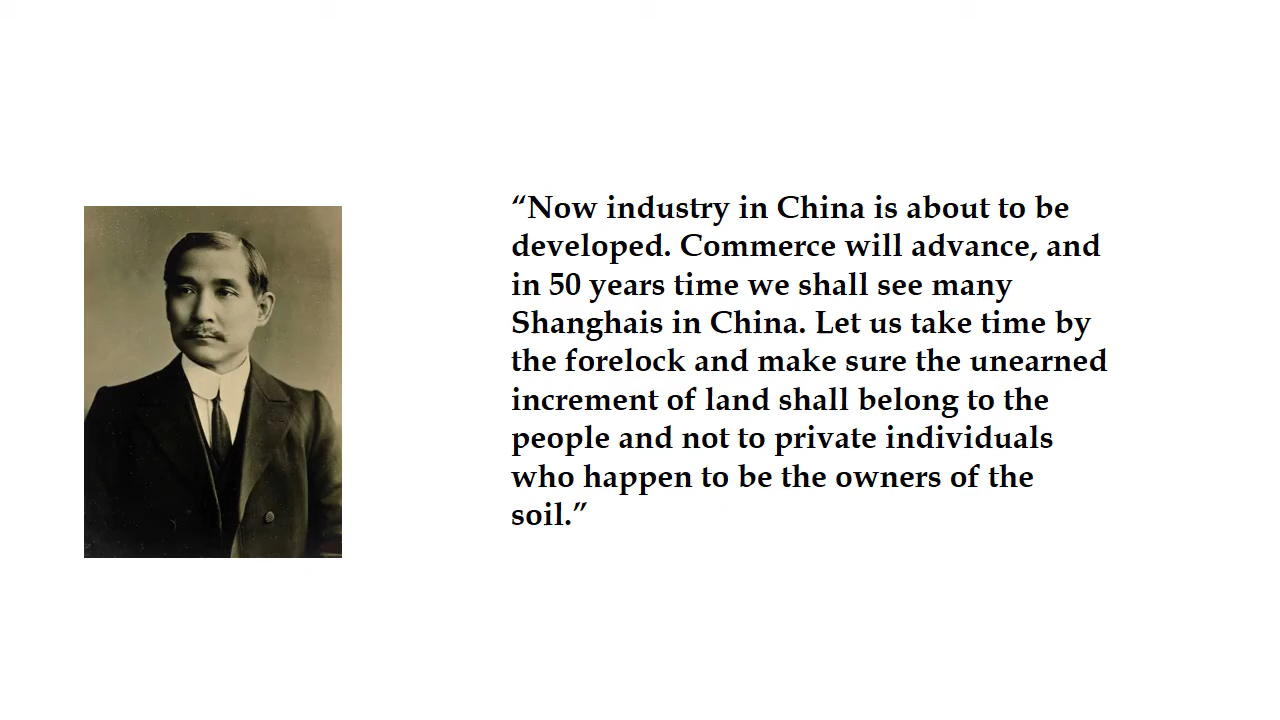 “Now industry in China is about to be
developed. Commerce will advance, and
in 50 years time we shall see many
Shanghais in China. Let us take time by
the forelock and make sure the unearned
increment of land shall belong to the
people and not to private individuals
who happen to be the owners of the
soil.”